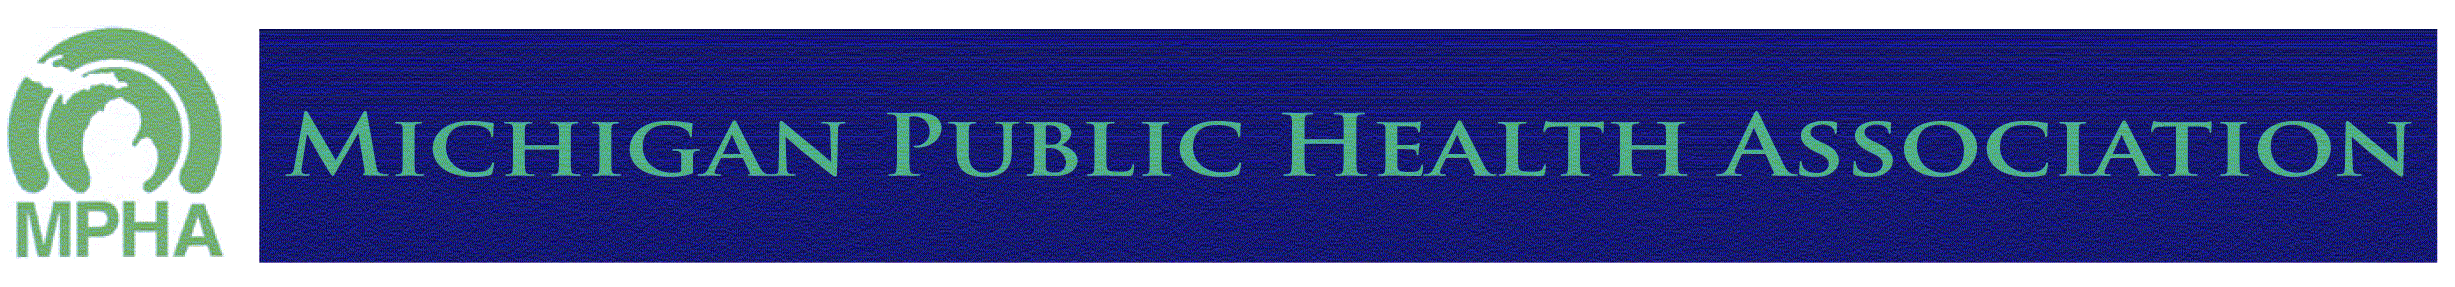 MPHA
MICHIGAN PUBLIC HEALTH ASSOCIATION